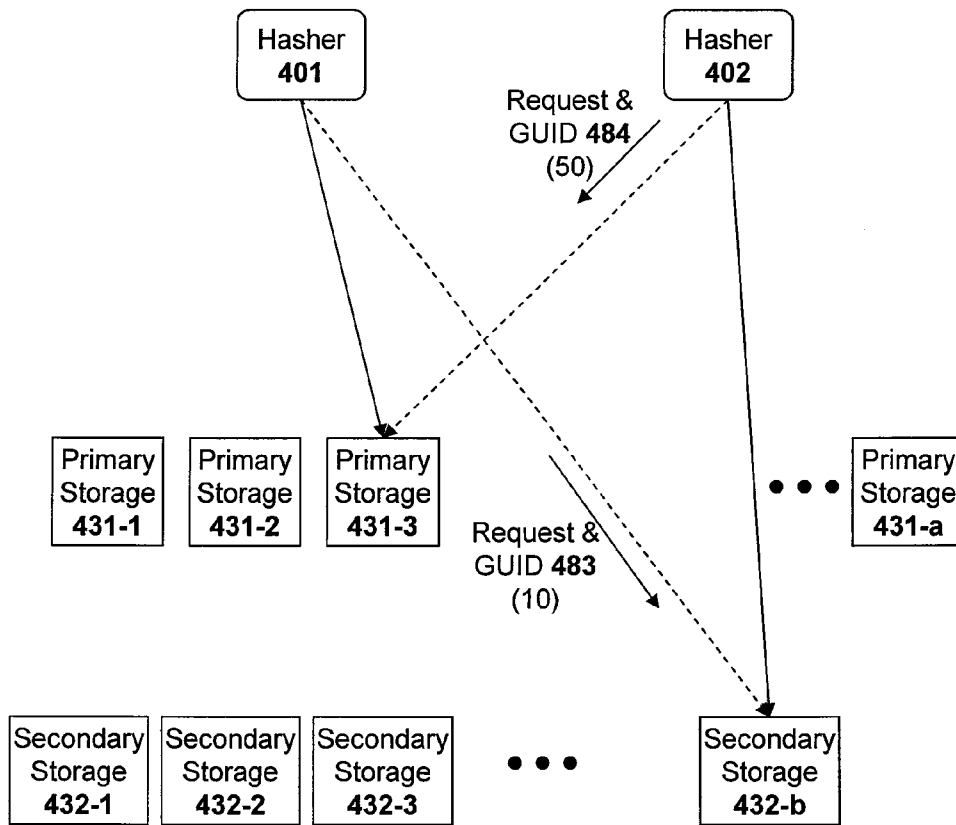 Hasher
401
Hasher
402
Request &
GUID 484
(50)
Primary
Storage
431-1
Primary
Storage
431-2
Primary
Storage
431-3
Primary
Storage
431-a
Request &
GUID 483
(10)
Secondary
Storage
432-1
Secondary
Storage
432-2
Secondary
Storage
432-3
Secondary
Storage
432-b